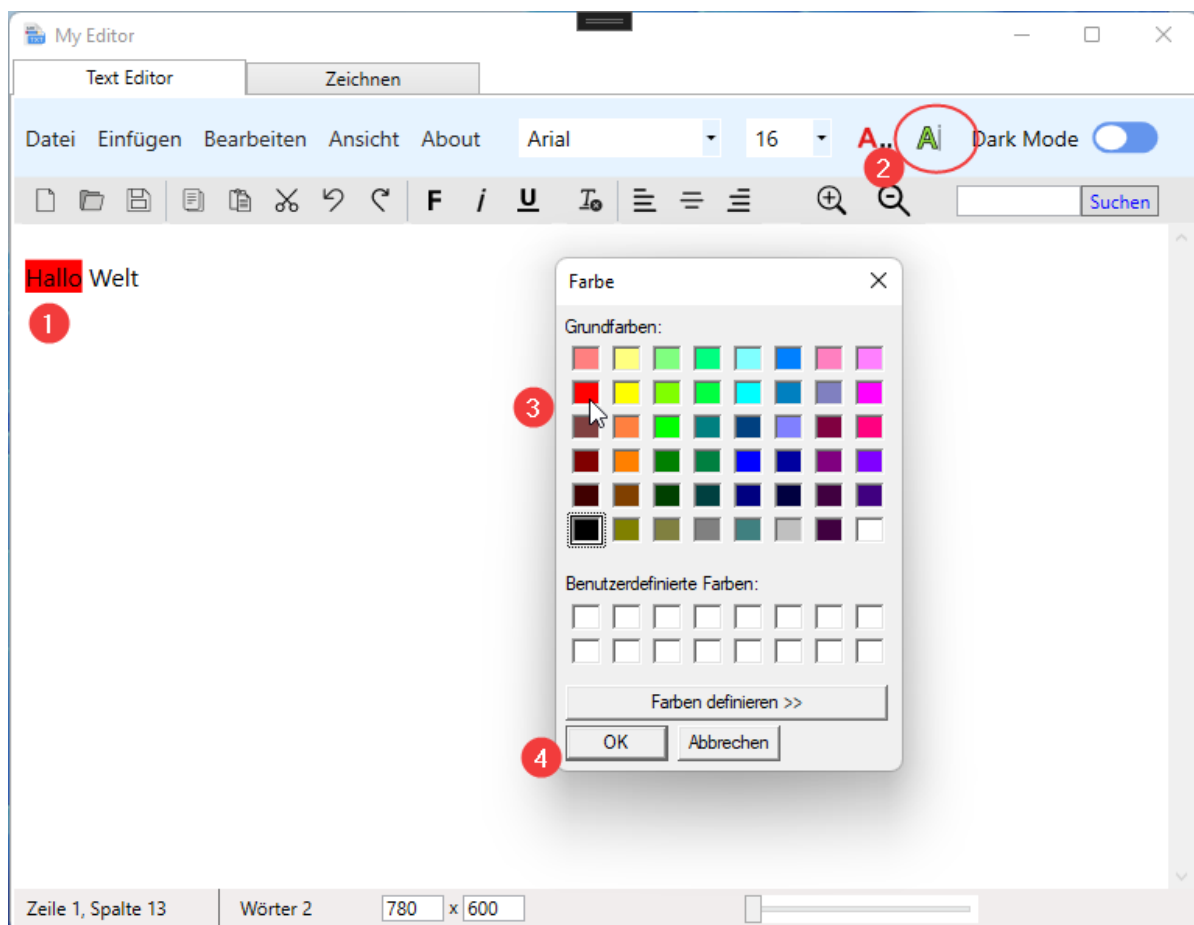 My Editor
Text Editor Zeichnen
Datei Einfügen Bearbeiten Ansicht About Arial 16 A.. A Dark Mode
2
F i U Suchen
Hallo Welt
1
Farbe
Grundfarben:
3
Benutzerdefinierte Farben:
Farben definieren >>
OK Abbrechen
4
Zeile 1, Spalte 13 Wörter 2 780 x 600